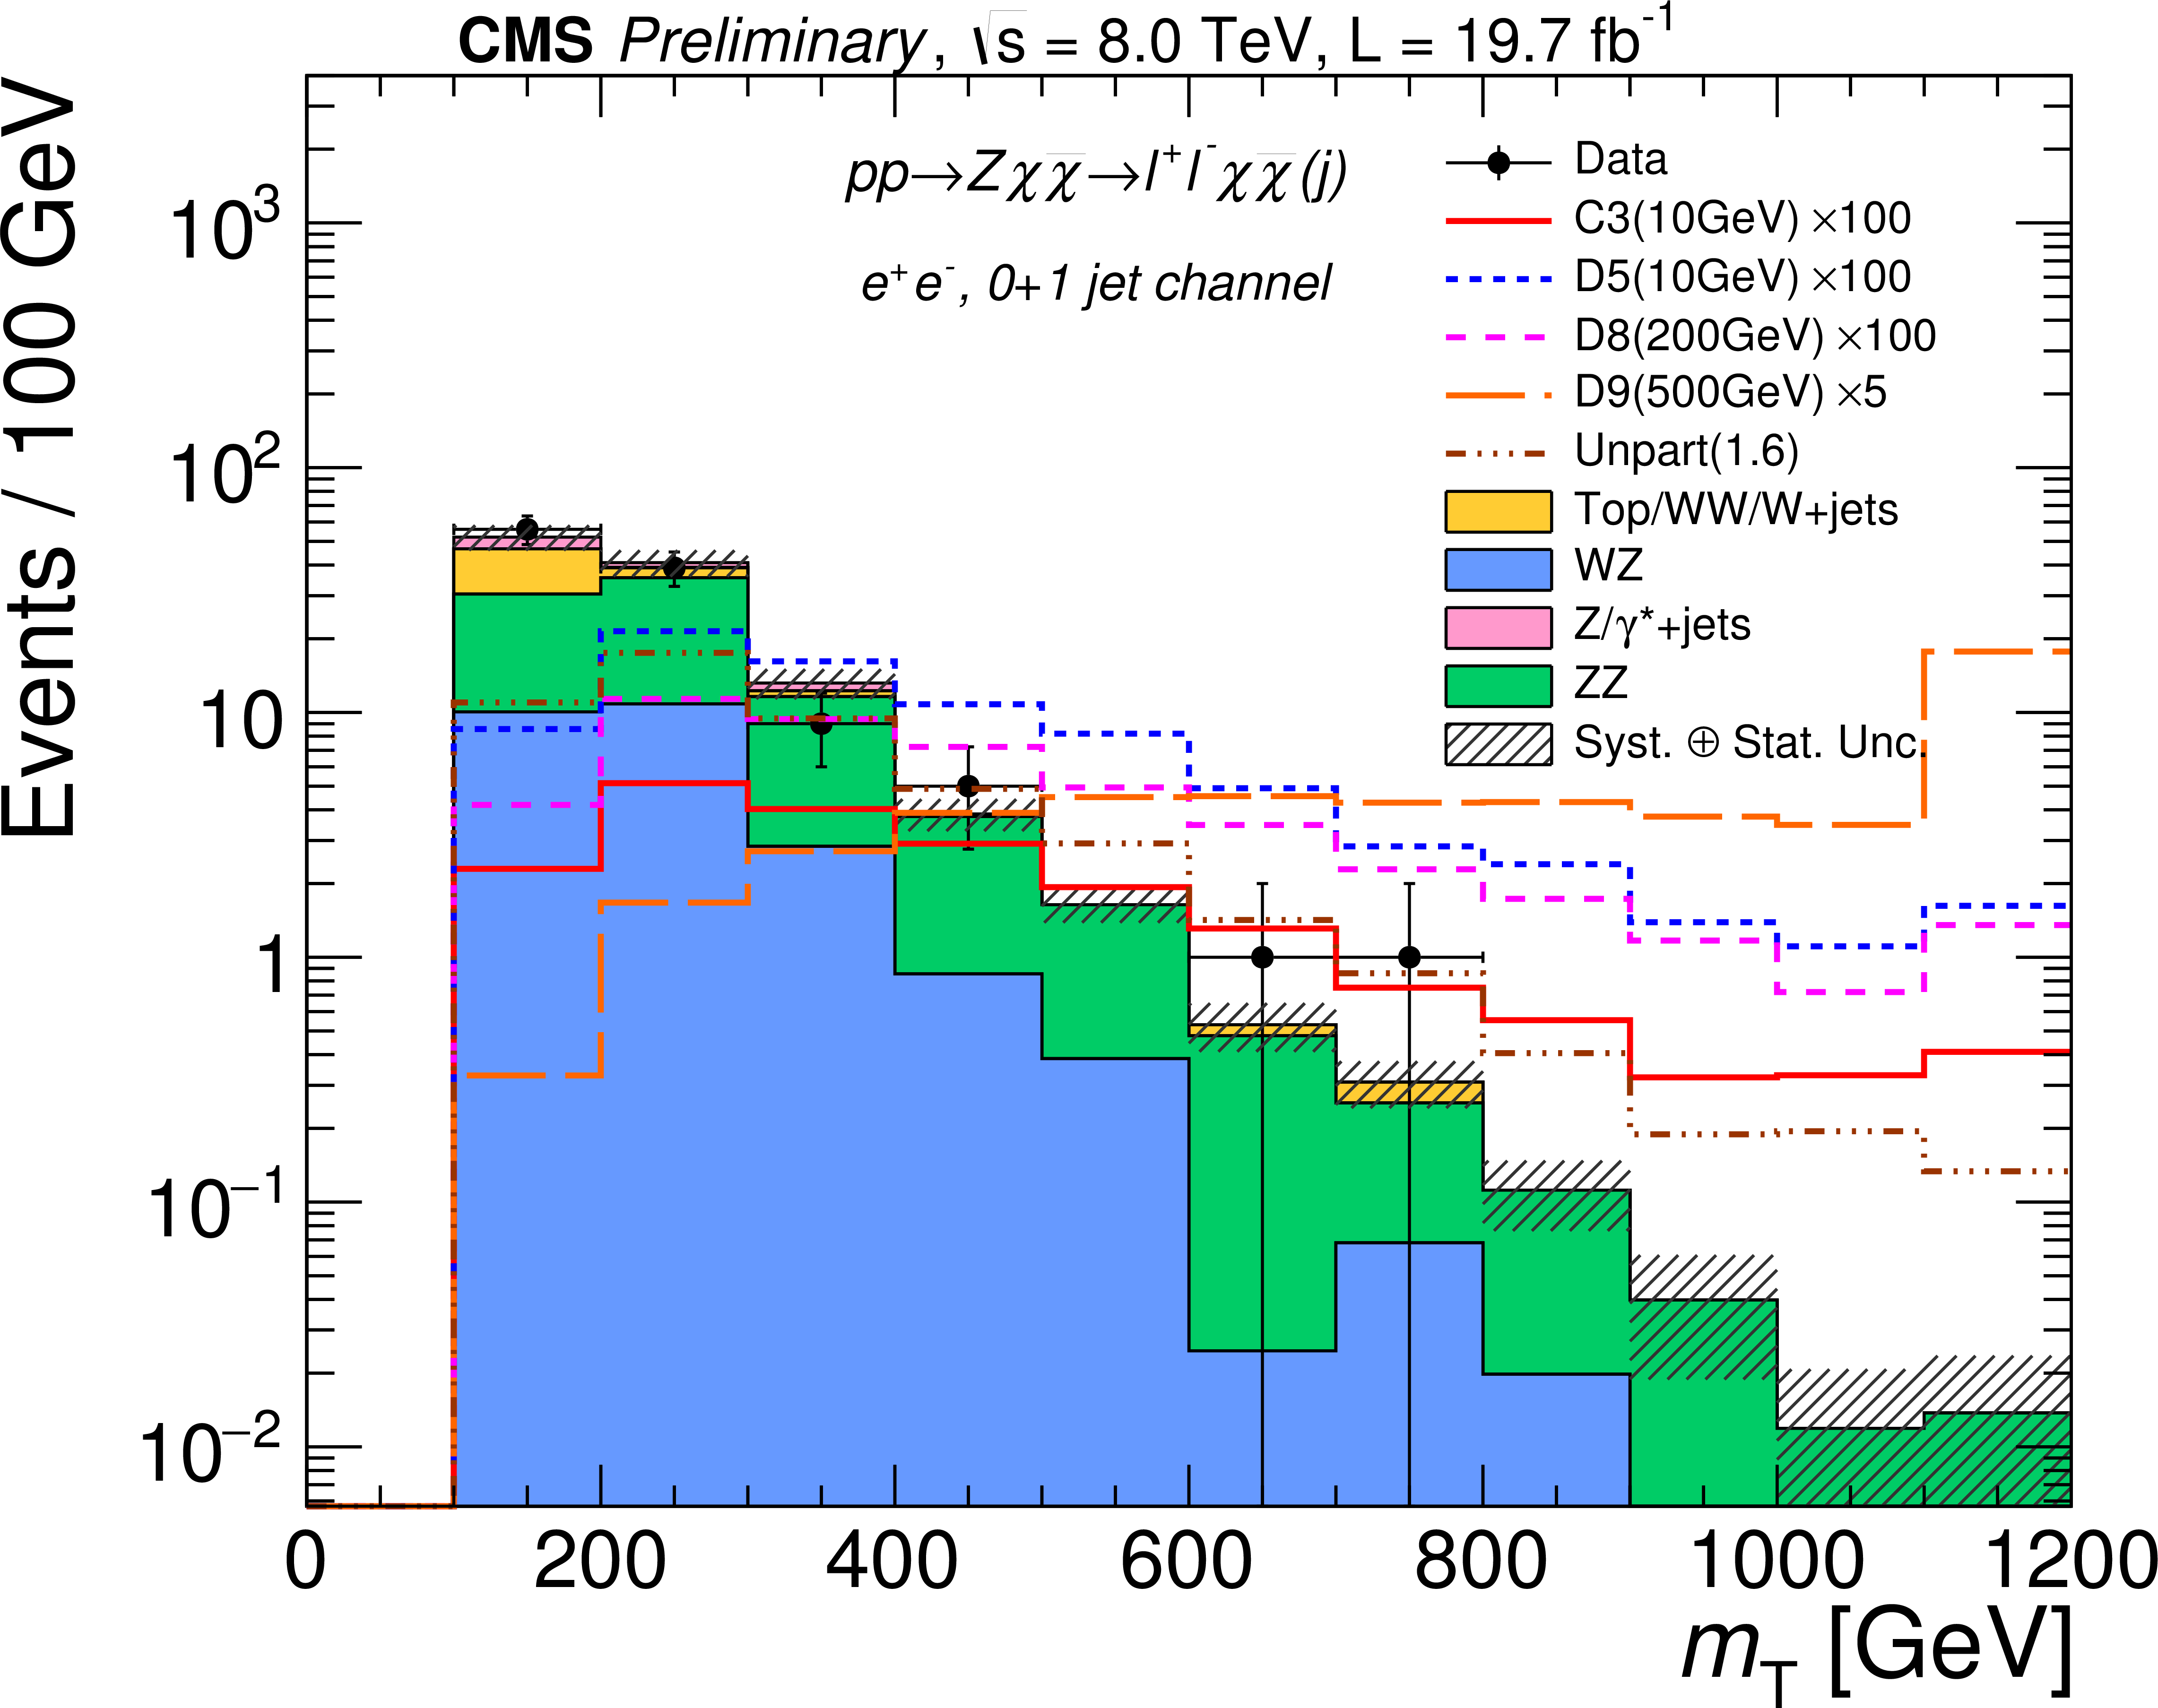 CMS Preliminary, √s = 8.0 TeV, L = 19.7 fb⁻¹
Events / 100 GeV
pp→Zχχ̅→l⁺l⁻χχ̅(j)
e⁺e⁻, 0+1 jet channel
Data
C3(10GeV) ×100
D5(10GeV) ×100
D8(200GeV) ×100
D9(500GeV) ×5
Unpart(1.6)
Top/WW/W+jets
WZ
Z/γ*+jets
ZZ
Syst. ⊕ Stat. Unc.
10³
10²
10
1
10⁻¹
10⁻²
0 200 400 600 800 1000 1200
m_T [GeV]